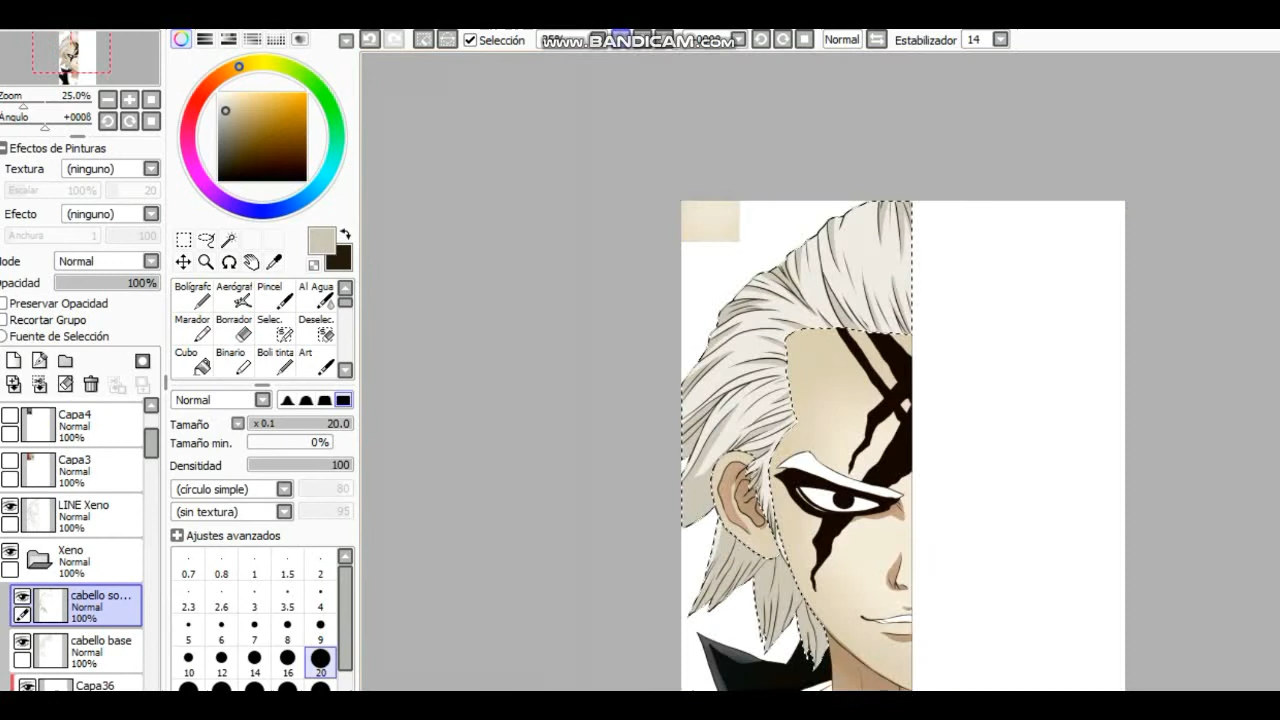 Selección
www.BANDICAM.com
Normal
Estabilizador
14
Zoom
25.0%
Ángulo
+0008
Efectos de Pinturas
Textura
(ninguno)
Escalar
100%
20
Efecto
(ninguno)
Anchura
1
100
Mode
Normal
Opacidad
100%
Preservar Opacidad
Recortar Grupo
Fuente de Selección
Bolígrafo Aerógraf Pincel Al Agua
Marador Borrador Selec. Deselec.
Cubo Binario Boli tinta Art
Normal
Tamaño
x 0.1
20.0
Tamaño min.
0%
Densitidad
100
(círculo simple)
80
(sin textura)
95
Ajustes avanzados
0.7 0.8 1 1.5 2
2.3 2.6 3 3.5 4
5 6 7 8 9
10 12 14 16 20
Capa4
Normal
100%
Capa3
Normal
100%
LINE Xeno
Normal
100%
Xeno
Normal
100%
cabello so...
Normal
100%
cabello base
Normal
100%
Capa36